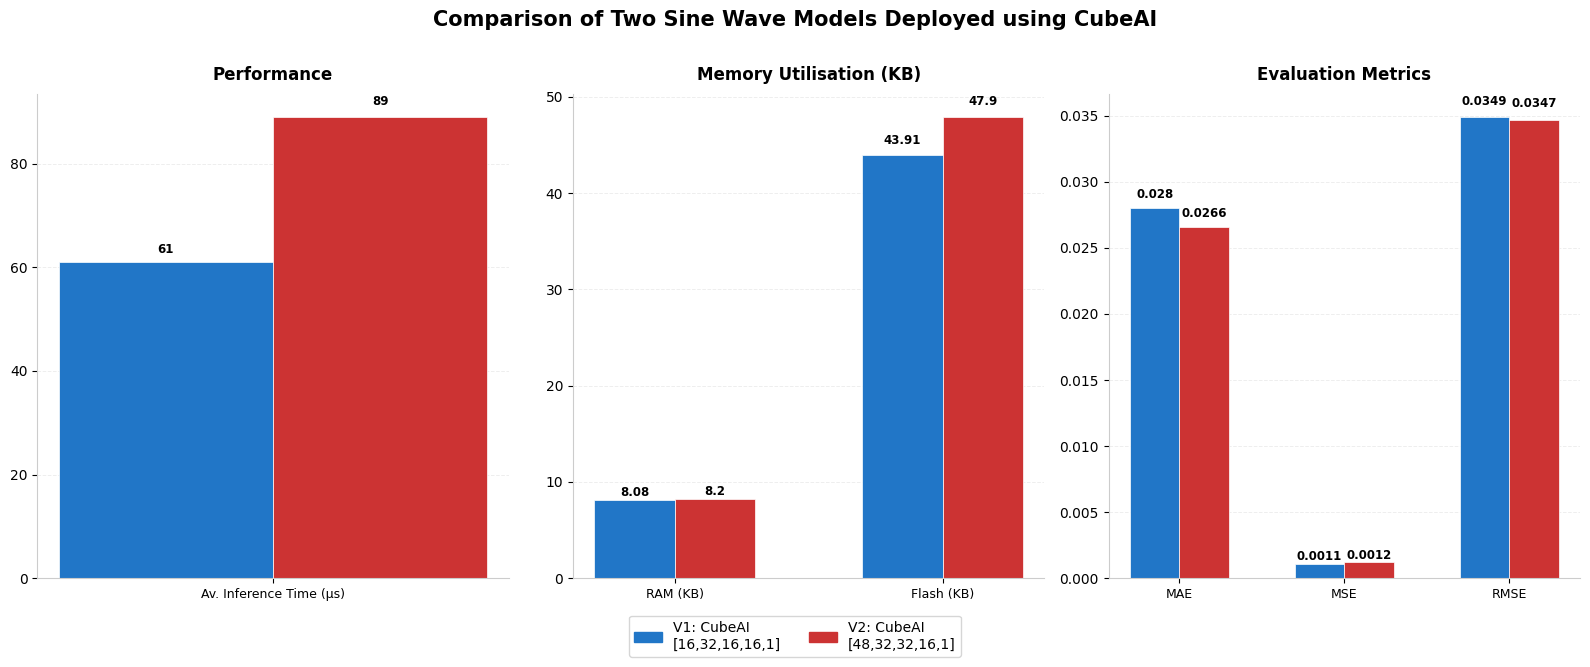 Comparison of Two Sine Wave Models Deployed using CubeAI
Performance
89
61
80
60
40
20
0
Av. Inference Time (µs)
Memory Utilisation (KB)
50
40
30
20
10
0
8.08
8.2
43.91
47.9
RAM (KB)
Flash (KB)
Evaluation Metrics
0.035
0.030
0.025
0.020
0.015
0.010
0.005
0.000
0.028
0.0266
0.0011
0.0012
0.0349
0.0347
MAE
MSE
RMSE
V1: CubeAI
[16,32,16,16,1]
V2: CubeAI
[48,32,32,16,1]